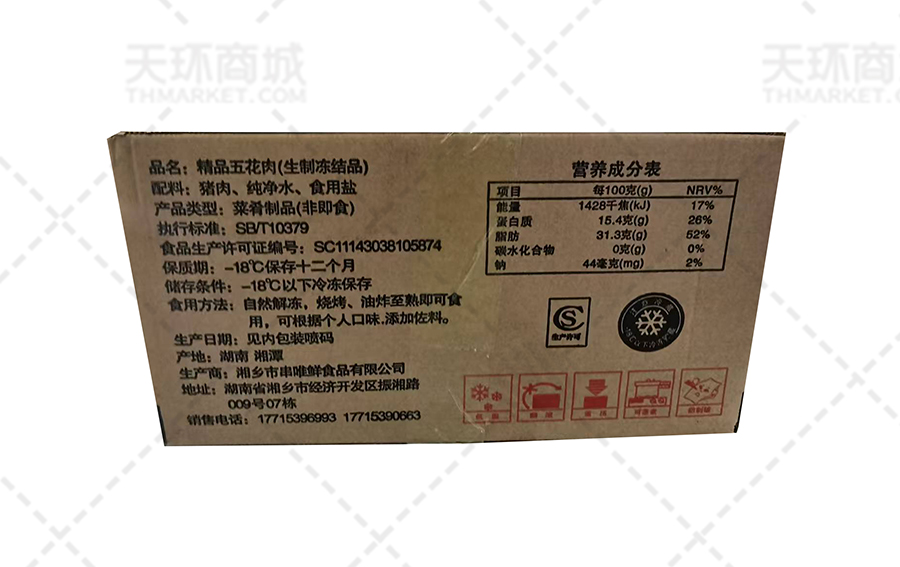 天环商城
THMARKET.COM
天环商城
THMARKET.COM
品名：精品五花肉(生制冻结品)
配料：猪肉、纯净水、食用盐
产品类型：菜肴制品(非即食)
执行标准：SB/T10379
食品生产许可证编号：SC11143038105874
保质期：-18℃保存十二个月
储存条件：-18℃以下冷冻保存
食用方法：自然解冻，烧烤、油炸至熟即可食
用，可根据个人口味.添加佐料。
生产日期：见内包装喷码
产地：湖南 湘潭
生产商：湘乡市串唯鲜食品有限公司
地址：湖南省湘乡市经济开发区振湘路
009号07栋
销售电话：17715396993 17715390663
营养成分表
项目 每100克(g) NRV%
能量 1428千焦(kJ) 17%
蛋白质 15.4克(g) 26%
脂肪 31.3克(g) 52%
碳水化合物 0克(g) 0%
钠 44毫克(mg) 2%
生产许可